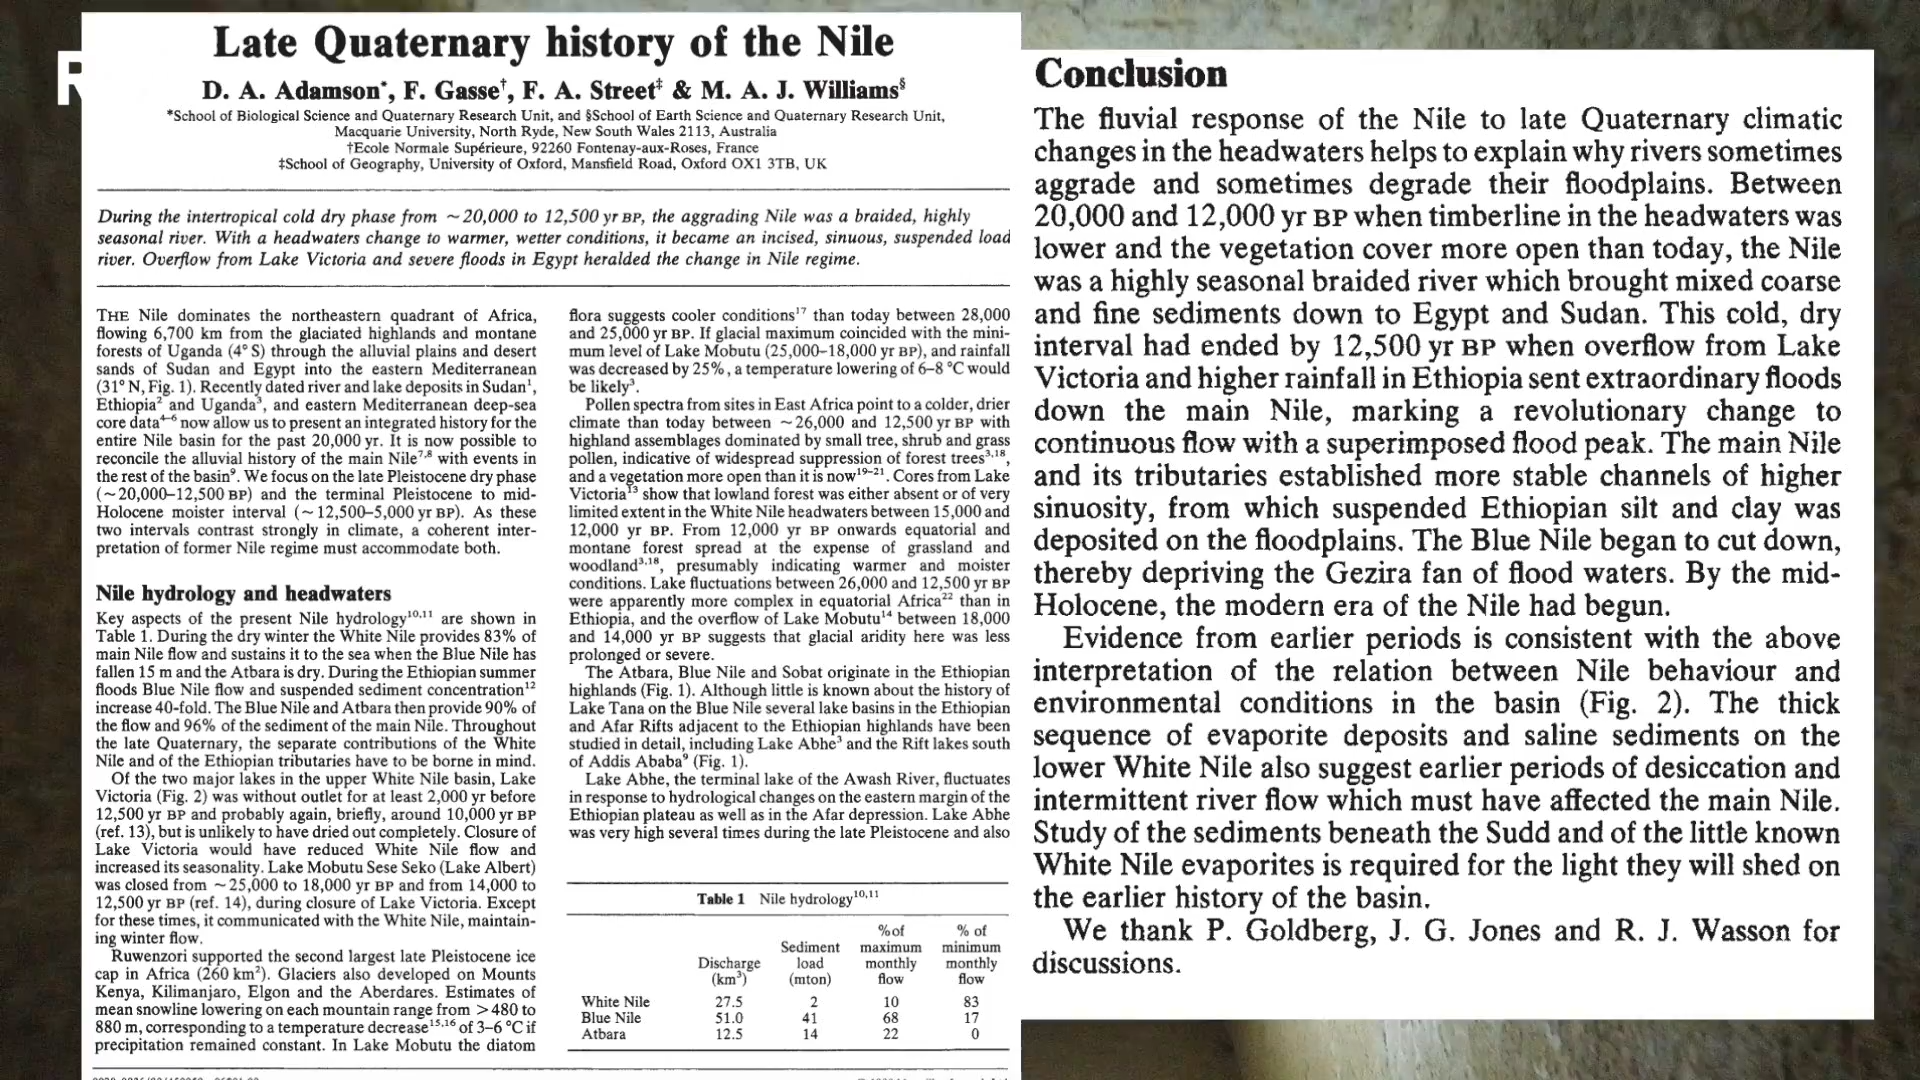 R
Late Quaternary history of the Nile
D. A. Adamson*, F. Gasse†, F. A. Street‡ & M. A. J. Williams§
*School of Biological Science and Quaternary Research Unit, and §School of Earth Science and Quaternary Research Unit,
Macquarie University, North Ryde, New South Wales 2113, Australia
†Ecole Normale Supérieure, 92260 Fontenay-aux-Roses, France
‡School of Geography, University of Oxford, Mansfield Road, Oxford OX1 3TB, UK
During the intertropical cold dry phase from ~20,000 to 12,500 yr BP, the aggrading Nile was a braided, highly
seasonal river. With a headwaters change to warmer, wetter conditions, it became an incised, sinuous, suspended load
river. Overflow from Lake Victoria and severe floods in Egypt heralded the change in Nile regime.
THE Nile dominates the northeastern quadrant of Africa,
flowing 6,700 km from the glaciated highlands and montane
forests of Uganda (4° S) through the alluvial plains and desert
sands of Sudan and Egypt into the eastern Mediterranean
(31° N, Fig. 1). Recently dated river and lake deposits in Sudan¹,
Ethiopia² and Uganda³, and eastern Mediterranean deep-sea
core data⁴⁻⁶ now allow us to present an integrated history for the
entire Nile basin for the past 20,000 yr. It is now possible to
reconcile the alluvial history of the main Nile⁷,⁸ with events in
the rest of the basin⁹. We focus on the late Pleistocene dry phase
(~20,000–12,500 BP) and the terminal Pleistocene to mid-
Holocene moister interval (~12,500–5,000 yr BP). As these
two intervals contrast strongly in climate, a coherent inter-
pretation of former Nile regime must accommodate both.
Nile hydrology and headwaters
Key aspects of the present Nile hydrology¹⁰,¹¹ are shown in
Table 1. During the dry winter the White Nile provides 83% of
main Nile flow and sustains it to the sea when the Blue Nile has
fallen 15 m and the Atbara is dry. During the Ethiopian summer
floods Blue Nile flow and suspended sediment concentration¹²
increase 40-fold. The Blue Nile and Atbara then provide 90% of
the flow and 96% of the sediment of the main Nile. Throughout
the late Quaternary, the separate contributions of the White
Nile and of the Ethiopian tributaries have to be borne in mind.
Of the two major lakes in the upper White Nile basin, Lake
Victoria (Fig. 2) was without outlet for at least 2,000 yr before
12,500 yr BP and probably again, briefly, around 10,000 yr BP
(ref. 13), but is unlikely to have dried out completely. Closure of
Lake Victoria would have reduced White Nile flow and
increased its seasonality. Lake Mobutu Sese Seko (Lake Albert)
was closed from ~25,000 to 18,000 yr BP and from 14,000 to
12,500 yr BP (ref. 14), during closure of Lake Victoria. Except
for these times, it communicated with the White Nile, maintain-
ing winter flow.
Ruwenzori supported the second largest late Pleistocene ice
cap in Africa (260 km²). Glaciers also developed on Mounts
Kenya, Kilimanjaro, Elgon and the Aberdares. Estimates of
mean snowline lowering on each mountain range from >480 to
880 m, corresponding to a temperature decrease¹⁵,¹⁶ of 3–6 °C if
precipitation remained constant. In Lake Mobutu the diatom
flora suggests cooler conditions¹⁷ than today between 28,000
and 25,000 yr BP. If glacial maximum coincided with the mini-
mum level of Lake Mobutu (25,000–18,000 yr BP), and rainfall
was decreased by 25%, a temperature lowering of 6–8 °C would
be likely³.
Pollen spectra from sites in East Africa point to a colder, drier
climate than today between ~26,000 and 12,500 yr BP with
highland assemblages dominated by small tree, shrub and grass
pollen, indicative of widespread suppression of forest trees³,¹⁸,
and a vegetation more open than it is now¹⁹⁻²¹. Cores from Lake
Victoria¹³ show that lowland forest was either absent or of very
limited extent in the White Nile headwaters between 15,000 and
12,000 yr BP. From 12,000 yr BP onwards equatorial and
montane forest spread at the expense of grassland and
woodland³,¹⁸, presumably indicating warmer and moister
conditions. Lake fluctuations between 26,000 and 12,500 yr BP
were apparently more complex in equatorial Africa²² than in
Ethiopia, and the overflow of Lake Mobutu¹⁴ between 18,000
and 14,000 yr BP suggests that glacial aridity here was less
prolonged or severe.
The Atbara, Blue Nile and Sobat originate in the Ethiopian
highlands (Fig. 1). Although little is known about the history of
Lake Tana on the Blue Nile several lake basins in the Ethiopian
and Afar Rifts adjacent to the Ethiopian highlands have been
studied in detail, including Lake Abhe³ and the Rift lakes south
of Addis Ababa⁹ (Fig. 1).
Lake Abhe, the terminal lake of the Awash River, fluctuates
in response to hydrological changes on the eastern margin of the
Ethiopian plateau as well as in the Afar depression. Lake Abhe
was very high several times during the late Pleistocene and also
Table 1 Nile hydrology¹⁰,¹¹
Discharge (km³) Sediment load (mton) % of maximum monthly flow % of minimum monthly flow
White Nile 27.5 2 10 83
Blue Nile 51.0 41 68 17
Atbara 12.5 14 22 0
Conclusion
The fluvial response of the Nile to late Quaternary climatic
changes in the headwaters helps to explain why rivers sometimes
aggrade and sometimes degrade their floodplains. Between
20,000 and 12,000 yr BP when timberline in the headwaters was
lower and the vegetation cover more open than today, the Nile
was a highly seasonal braided river which brought mixed coarse
and fine sediments down to Egypt and Sudan. This cold, dry
interval had ended by 12,500 yr BP when overflow from Lake
Victoria and higher rainfall in Ethiopia sent extraordinary floods
down the main Nile, marking a revolutionary change to
continuous flow with a superimposed flood peak. The main Nile
and its tributaries established more stable channels of higher
sinuosity, from which suspended Ethiopian silt and clay was
deposited on the floodplains. The Blue Nile began to cut down,
thereby depriving the Gezira fan of flood waters. By the mid-
Holocene, the modern era of the Nile had begun.
Evidence from earlier periods is consistent with the above
interpretation of the relation between Nile behaviour and
environmental conditions in the basin (Fig. 2). The thick
sequence of evaporite deposits and saline sediments on the
lower White Nile also suggest earlier periods of desiccation and
intermittent river flow which must have affected the main Nile.
Study of the sediments beneath the Sudd and of the little known
White Nile evaporites is required for the light they will shed on
the earlier history of the basin.
We thank P. Goldberg, J. G. Jones and R. J. Wasson for
discussions.